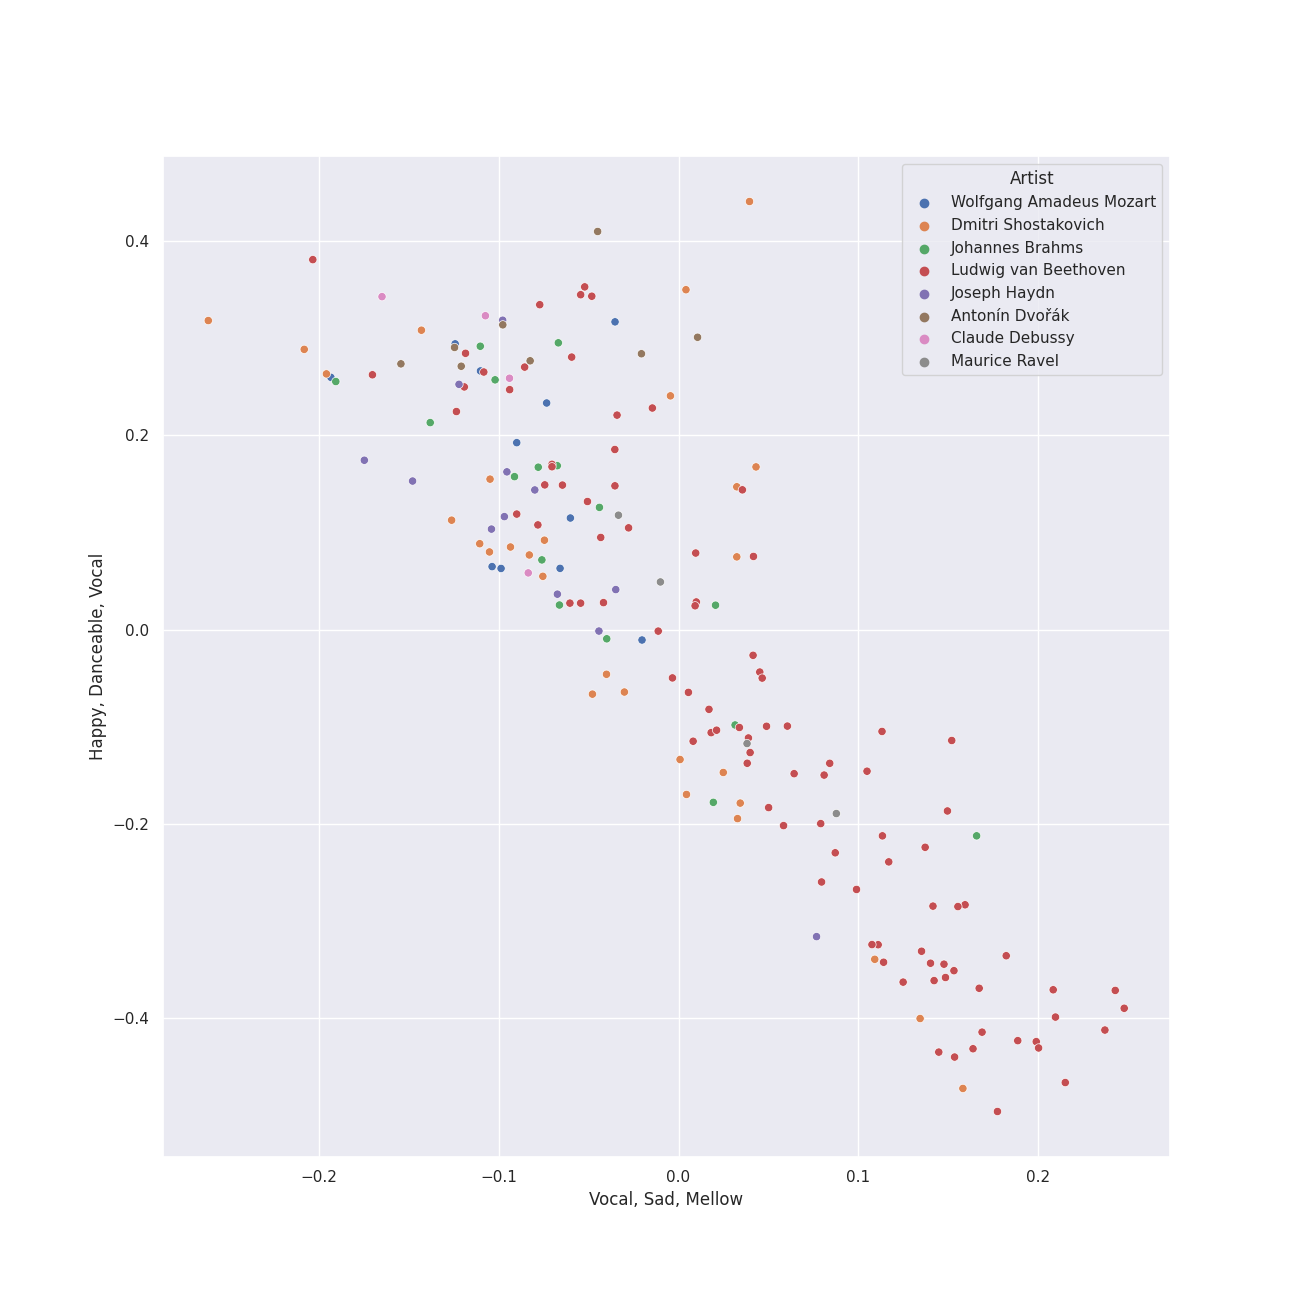 Artist
Wolfgang Amadeus Mozart
Dmitri Shostakovich
Johannes Brahms
Ludwig van Beethoven
Joseph Haydn
Antonín Dvořák
Claude Debussy
Maurice Ravel
0.4
0.2
0.0
−0.2
−0.4
Happy, Danceable, Vocal
−0.2 −0.1 0.0 0.1 0.2
Vocal, Sad, Mellow